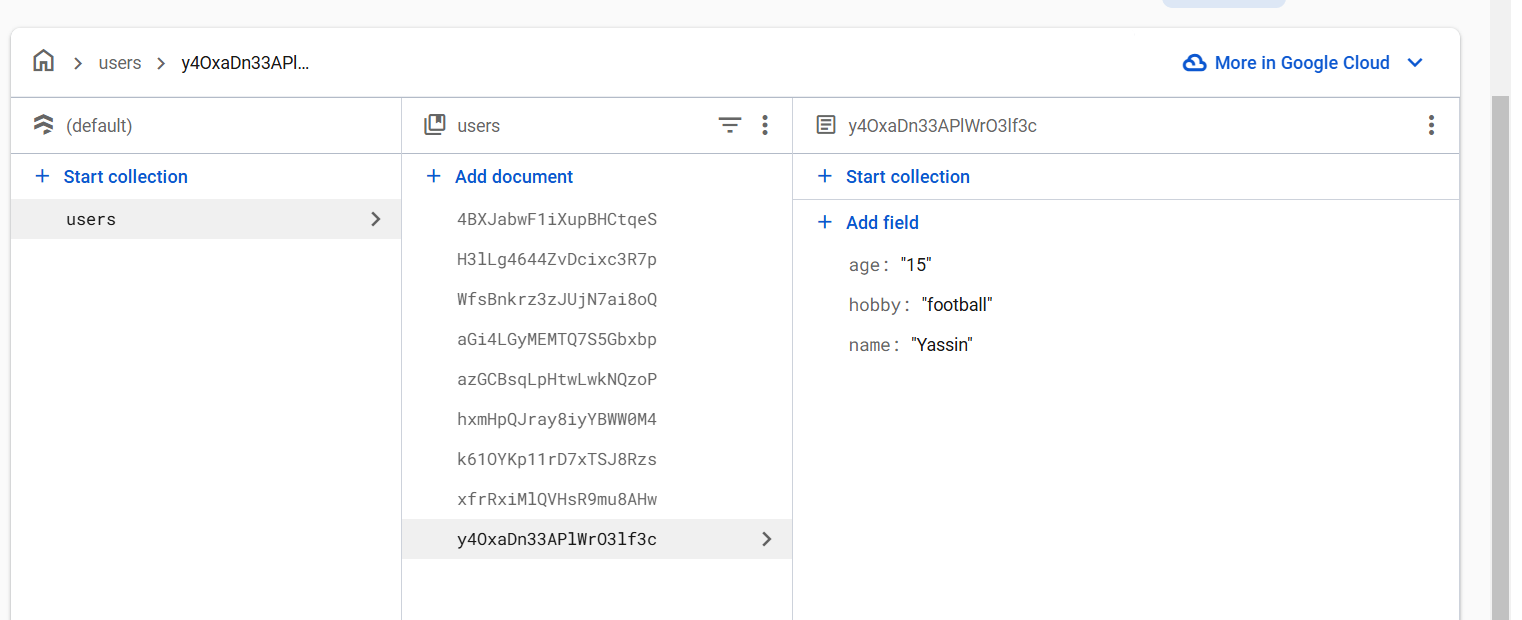 users y4OxaDn33APl...
More in Google Cloud
(default)
Start collection
users
users
Add document
4BXJabwF1iXupBHCtqeS
H3lLg4644ZvDcixc3R7p
WfsBnkrz3zJUjN7ai8oQ
aGi4LGyMEMTQ7S5Gbxbp
azGCBsqLpHtwLwkNQzoP
hxmHpQJray8iyYBWW0M4
k61OYKp11rD7xTSJ8Rzs
xfrRxiMlQVHsR9mu8AHw
y4OxaDn33APlWrO3lf3c
y4OxaDn33APlWrO3lf3c
Start collection
Add field
age: "15"
hobby: "football"
name: "Yassin"